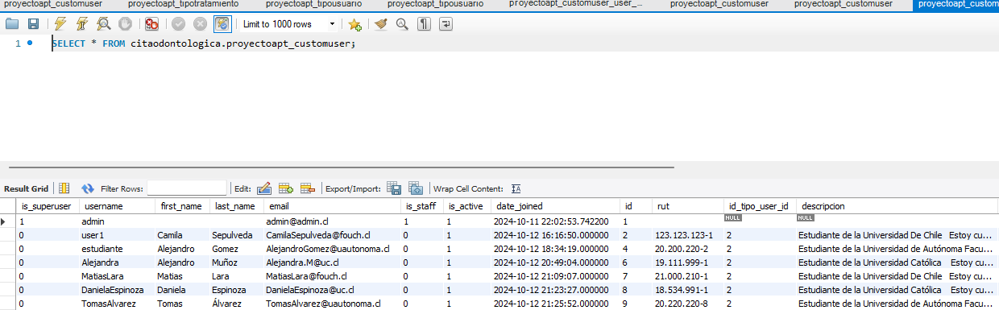 proyectoapt_customuser proyectoapt_tipotratamiento proyectoapt_tipousuario proyectoapt_tipousuario proyectoapt_customuser_user_... proyectoapt_customuser proyectoapt_customuser proyectoapt_custom
Limit to 1000 rows
1 SELECT * FROM citaodontologica.proyectoapt_customuser;
Result Grid Filter Rows: Edit: Export/Import: Wrap Cell Content: IA
is_superuser username first_name last_name email is_staff is_active date_joined id rut id_tipo_user_id descripcion
1 admin admin@admin.cl 1 1 2024-10-11 22:02:53.742200 1 NULL NULL
0 user1 Camila Sepulveda CamilaSepulveda@fouch.cl 0 1 2024-10-12 16:16:50.000000 2 123.123.123-1 2 Estudiante de la Universidad De Chile Estoy cu...
0 estudiante Alejandro Gomez AlejandroGomez@uautonoma.cl 0 1 2024-10-12 18:34:19.000000 4 20.200.220-2 2 Estudiante de la Universidad de Autónoma Facu...
0 Alejandra Alejandro Muñoz Alejandra.M@uc.cl 0 1 2024-10-12 20:49:04.000000 6 19.111.999-1 2 Estudiante de la Universidad Católica Estoy cu...
0 MatiasLara Matias Lara MatiasLara@fouch.cl 0 1 2024-10-12 21:09:07.000000 7 21.000.210-1 2 Estudiante de la Universidad De Chile Estoy cu...
0 DanielaEspinoza Daniela Espinoza DanielaEspinoza@uc.cl 0 1 2024-10-12 21:23:27.000000 8 18.534.991-1 2 Estudiante de la Universidad Católica Estoy cu...
0 TomasAlvarez Tomas Álvarez TomasAlvarez@uautonoma.cl 0 1 2024-10-12 21:25:52.000000 9 20.220.220-8 2 Estudiante de la Universidad de Autónoma Facu...